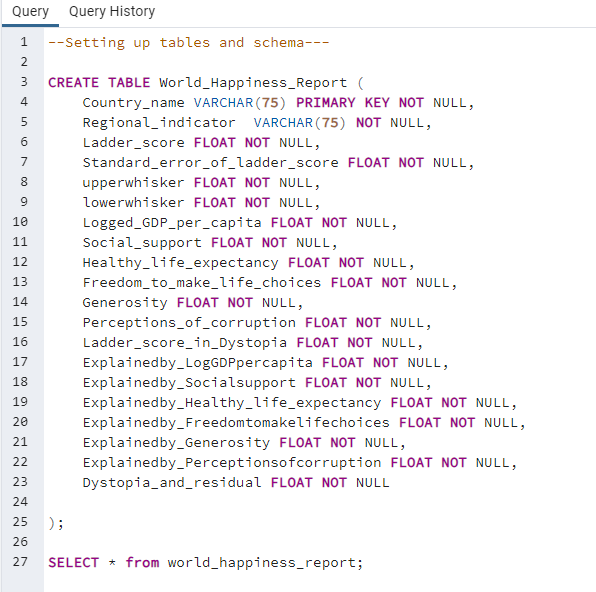 Query Query History
1 --Setting up tables and schema---
2
3 CREATE TABLE World_Happiness_Report (
4 Country_name VARCHAR(75) PRIMARY KEY NOT NULL,
5 Regional_indicator  VARCHAR(75) NOT NULL,
6 Ladder_score FLOAT NOT NULL,
7 Standard_error_of_ladder_score FLOAT NOT NULL,
8 upperwhisker FLOAT NOT NULL,
9 lowerwhisker FLOAT NOT NULL,
10 Logged_GDP_per_capita FLOAT NOT NULL,
11 Social_support FLOAT NOT NULL,
12 Healthy_life_expectancy FLOAT NOT NULL,
13 Freedom_to_make_life_choices FLOAT NOT NULL,
14 Generosity FLOAT NOT NULL,
15 Perceptions_of_corruption FLOAT NOT NULL,
16 Ladder_score_in_Dystopia FLOAT NOT NULL,
17 Explainedby_LogGDPpercapita FLOAT NOT NULL,
18 Explainedby_Socialsupport FLOAT NOT NULL,
19 Explainedby_Healthy_life_expectancy FLOAT NOT NULL,
20 Explainedby_Freedomtomakelifechoices FLOAT NOT NULL,
21 Explainedby_Generosity FLOAT NOT NULL,
22 Explainedby_Perceptionsofcorruption FLOAT NOT NULL,
23 Dystopia_and_residual FLOAT NOT NULL
24
25 );
26
27 SELECT * from world_happiness_report;